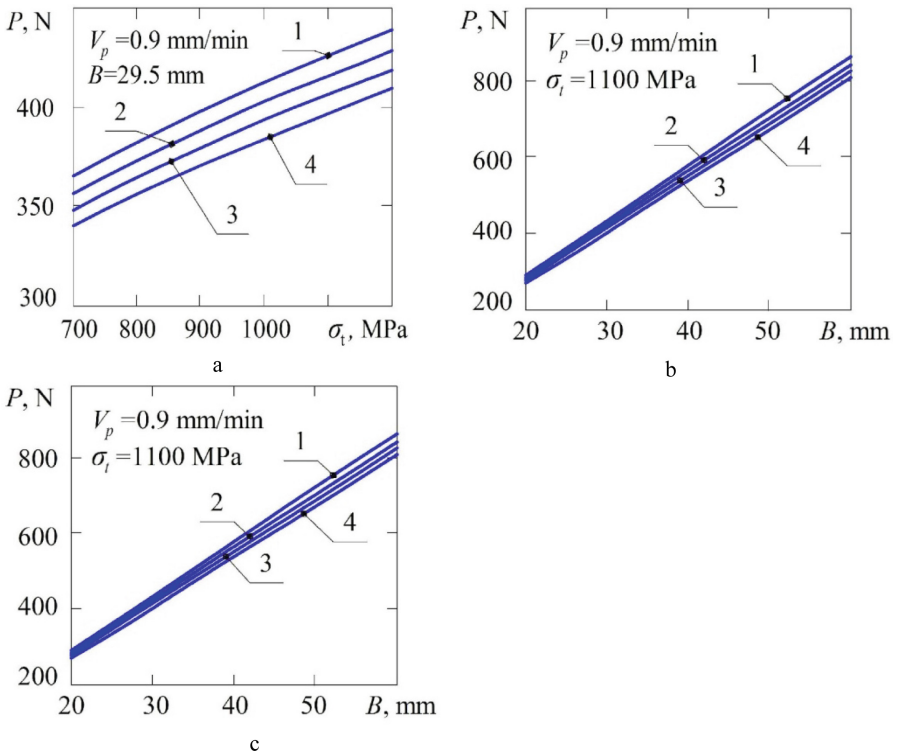 P, N
V_p =0.9 mm/min
B=29.5 mm
1
2
3
4
400
350
300
700 800 900 1000 σ_t, MPa
a
P, N
V_p =0.9 mm/min
σ_t =1100 MPa
1
2
3
4
800
600
400
200
20 30 40 50 B, mm
b
P, N
V_p =0.9 mm/min
σ_t =1100 MPa
1
2
3
4
800
600
400
200
20 30 40 50 B, mm
c